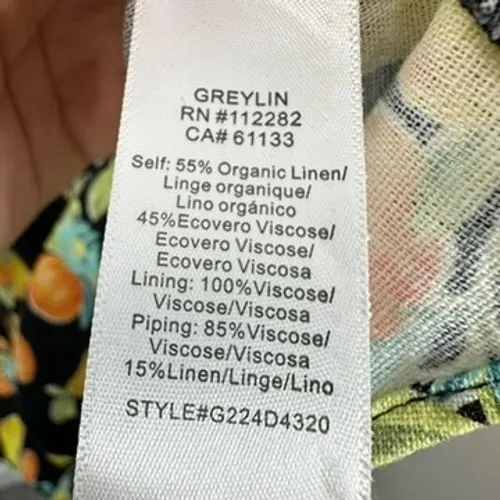 GREYLIN
RN #112282
CA# 61133
Self: 55% Organic Linen/
Linge organique/
Lino orgánico
45%Ecovero Viscose/
Ecovero Viscose/
Ecovero Viscosa
Lining: 100%Viscose/
Viscose/Viscosa
Piping: 85%Viscose/
Viscose/Viscosa
15%Linen/Linge/Lino
STYLE#G224D4320